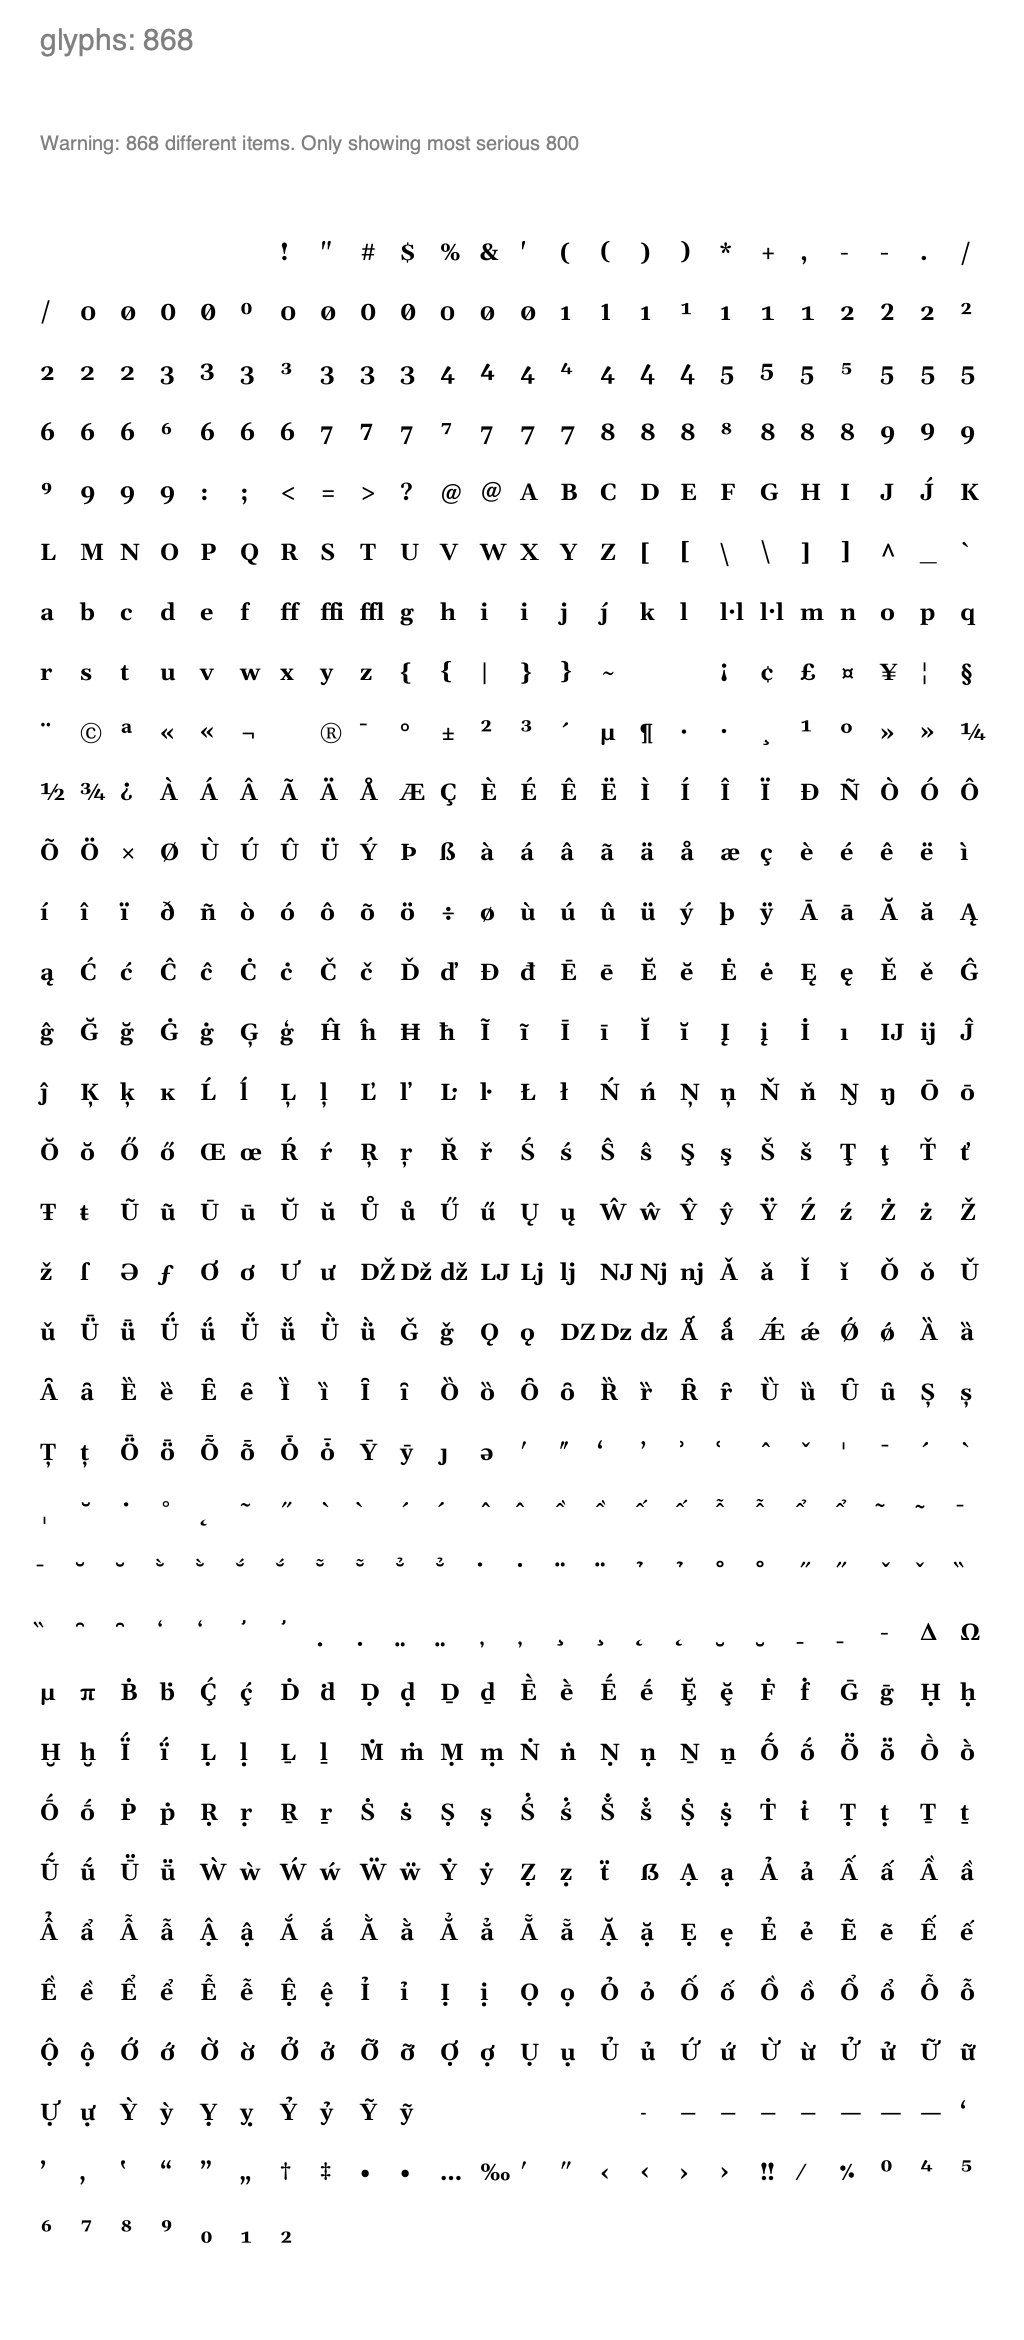 glyphs: 868
Warning: 868 different items. Only showing most serious 800
! " # $ % & ' ( ( ) ) * + , - - . /
/ 0 0 0 0 ⁰ 0 0 0 0 0 0 0 1 1 1 ¹ 1 1 1 2 2 2 ²
2 2 2 3 3 3 ³ 3 3 3 4 4 4 ⁴ 4 4 4 5 5 5 ⁵ 5 5 5
6 6 6 ⁶ 6 6 6 7 7 7 ⁷ 7 7 7 8 8 8 ⁸ 8 8 8 9 9 9
⁹ 9 9 9 : ; < = > ? @ @ A B C D E F G H I J J́ K
L M N O P Q R S T U V W X Y Z [ [ \ \ ] ] ^ _ `
a b c d e f ff ffi ffl g h i i j j́ k l l·l l·l m n o p q
r s t u v w x y z { { | } } ~ ¡ ¢ £ ¤ ¥ ¦ §
¨ © ª « « ¬ ® ¯ ° ± ² ³ ´ µ ¶ · · ¸ ¹ º » » ¼
½ ¾ ¿ À Á Â Ã Ä Å Æ Ç È É Ê Ë Ì Í Î Ï Ð Ñ Ò Ó Ô
Õ Ö × Ø Ù Ú Û Ü Ý Þ ß à á â ã ä å æ ç è é ê ë ì
í î ï ð ñ ò ó ô õ ö ÷ ø ù ú û ü ý þ ÿ Ā ā Ă ă Ą
ą Ć ć Ĉ ĉ Ċ ċ Č č Ď ď Đ đ Ē ē Ĕ ĕ Ė ė Ę ę Ě ě Ĝ
ĝ Ğ ğ Ġ ġ Ģ ģ Ĥ ĥ Ħ ħ Ĩ ĩ Ī ī Ĭ ĭ Į į İ ı Ĳ ĳ Ĵ
ĵ Ķ ķ ĸ Ĺ ĺ Ļ ļ Ľ ľ Ŀ ŀ Ł ł Ń ń Ņ ņ Ň ň Ŋ ŋ Ō ō
Ŏ ŏ Ő ő Œ œ Ŕ ŕ Ŗ ŗ Ř ř Ś ś Ŝ ŝ Ş ş Š š Ţ ţ Ť ť
Ŧ ŧ Ũ ũ Ū ū Ŭ ŭ Ů ů Ű ű Ų ų Ŵ ŵ Ŷ ŷ Ÿ Ź ź Ż ż Ž
ž ſ Ə ƒ Ơ ơ Ư ư Ǆ ǅ ǆ Ǉ ǈ ǉ Ǌ ǋ ǌ Ǎ ǎ Ǐ ǐ Ǒ ǒ Ǔ
ǔ Ǖ ǖ Ǘ ǘ Ǚ ǚ Ǜ ǜ Ǧ ǧ Ǫ ǫ Ǳ ǲ ǳ Ǻ ǻ Ǽ ǽ Ǿ ǿ Ȁ ȁ
Ȃ ȃ Ȅ ȅ Ȇ ȇ Ȉ ȉ Ȋ ȋ Ȍ ȍ Ȏ ȏ Ȑ ȑ Ȓ ȓ Ȕ ȕ Ȗ ȗ Ș ș
Ț ț Ȫ ȫ Ȭ ȭ Ȱ ȱ Ȳ ȳ ȷ ə ʹ ʺ ʻ ʼ ʾ ʿ ˆ ˇ ˈ ˉ ˊ ˋ
ˌ ˘ ˙ ˚ ˛ ˜ ˝
- Δ Ω
μ π Ḃ ḃ Ḉ ḉ Ḋ ḋ Ḍ ḍ Ḏ ḏ Ḕ ḕ Ḗ ḗ Ḝ ḝ Ḟ ḟ Ḡ ḡ Ḥ ḥ
Ḫ ḫ Ḯ ḯ Ḷ ḷ Ḻ ḻ Ṁ ṁ Ṃ ṃ Ṅ ṅ Ṇ ṇ Ṉ ṉ Ṍ ṍ Ṏ ṏ Ṑ ṑ
Ṓ ṓ Ṗ ṗ Ṛ ṛ Ṟ ṟ Ṡ ṡ Ṣ ṣ Ṥ ṥ Ṧ ṧ Ṩ ṩ Ṫ ṫ Ṭ ṭ Ṯ ṯ
Ṹ ṹ Ṻ ṻ Ẁ ẁ Ẃ ẃ Ẅ ẅ Ẏ ẏ Ẓ ẓ ẗ ẞ Ạ ạ Ả ả Ấ ấ Ầ ầ
Ẩ ẩ Ẫ ẫ Ậ ậ Ắ ắ Ằ ằ Ẳ ẳ Ẵ ẵ Ặ ặ Ẹ ẹ Ẻ ẻ Ẽ ẽ Ế ế
Ề ề Ể ể Ễ ễ Ệ ệ Ỉ ỉ Ị ị Ọ ọ Ỏ ỏ Ố ố Ồ ồ Ổ ổ Ỗ ỗ
Ộ ộ Ớ ớ Ờ ờ Ở ở Ỡ ỡ Ợ ợ Ụ ụ Ủ ủ Ứ ứ Ừ ừ Ử ử Ữ ữ
Ự ự Ỳ ỳ Ỵ ỵ Ỷ ỷ Ỹ ỹ - – – – – — — — ‘
’ ‚ ‛ “ ” „ † ‡ • • … ‰ ′ ″ ‹ ‹ › › ‼ ⁄ ⁒ ⁰ ⁴ ⁵
⁶ ⁷ ⁸ ⁹ ₀ ₁ ₂